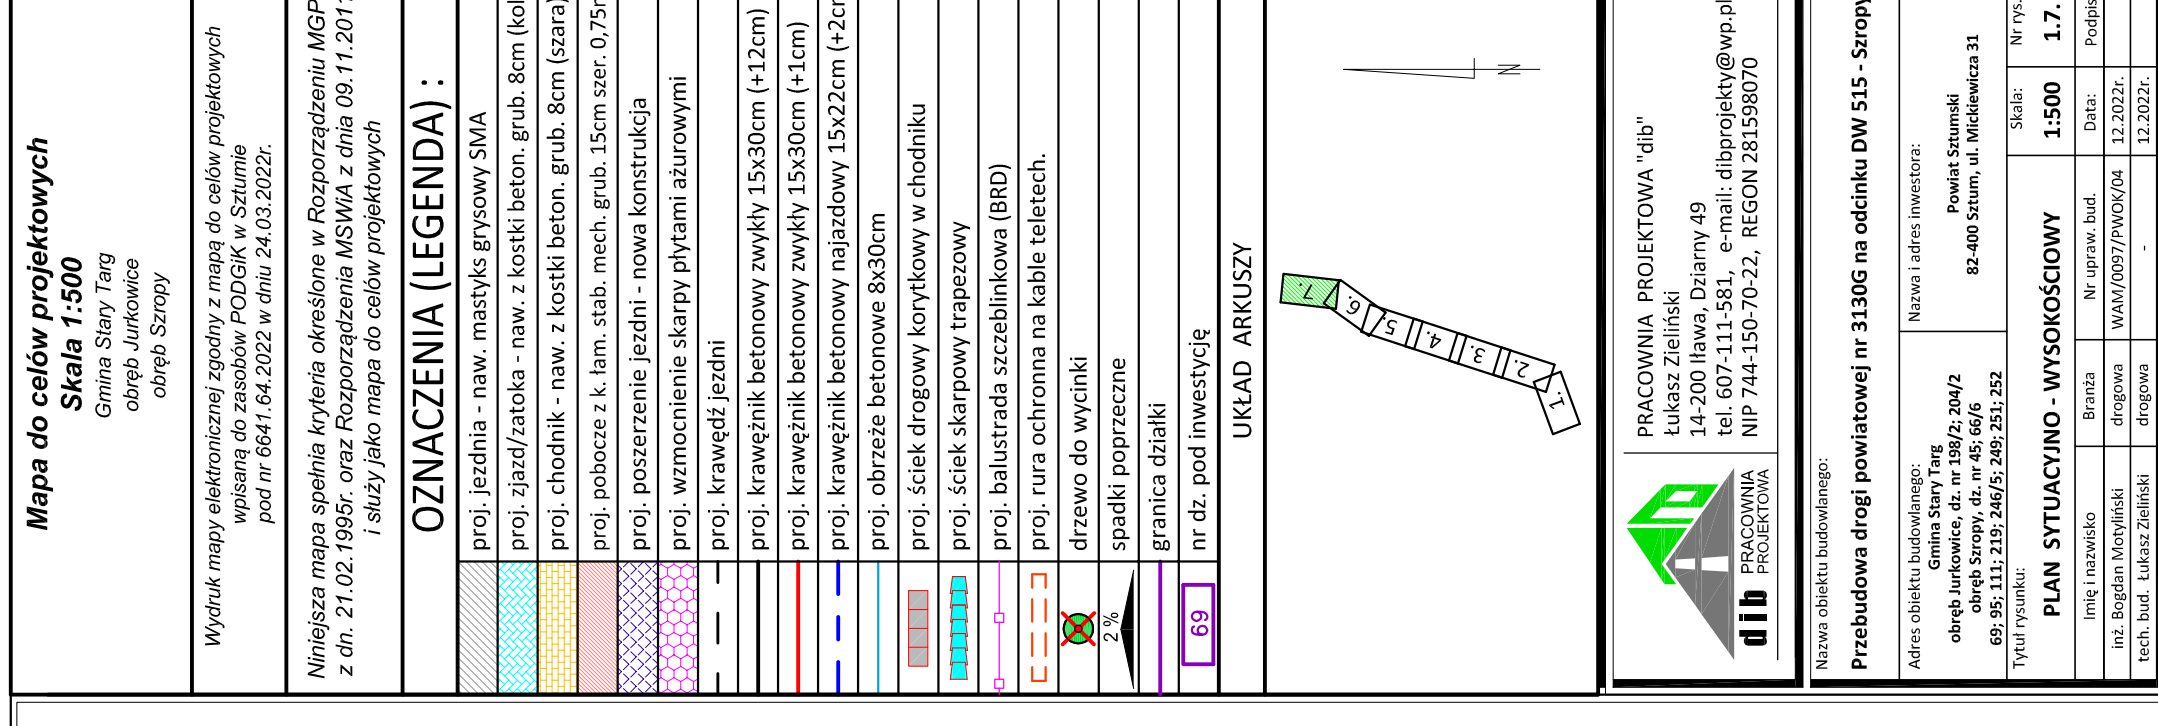 Mapa do celów projektowych
Skala 1:500
Gmina Stary Targ
obręb Jurkowice
obręb Szropy
Wydruk mapy elektronicznej zgodny z mapą do celów projektowych
wpisaną do zasobów PODGiK w Sztumie
pod nr 6641.64.2022 w dniu 24.03.2022r.
Niniejsza mapa spełnia kryteria określone w Rozporządzeniu MGP
z dn. 21.02.1995r. oraz Rozporządzenia MSWiA z dnia 09.11.2011
i służy jako mapa do celów projektowych
OZNACZENIA (LEGENDA) :
proj. jezdnia - naw. mastyks grysowy SMA
proj. zjazd/zatoka - naw. z kostki beton. grub. 8cm (kol
proj. chodnik - naw. z kostki beton. grub. 8cm (szara)
proj. pobocze z k. łam. stab. mech. grub. 15cm szer. 0,75m
proj. poszerzenie jezdni - nowa konstrukcja
proj. wzmocnienie skarpy płytami ażurowymi
proj. krawędź jezdni
proj. krawężnik betonowy zwykły 15x30cm (+12cm)
proj. krawężnik betonowy zwykły 15x30cm (+1cm)
proj. krawężnik betonowy najazdowy 15x22cm (+2cm
proj. obrzeże betonowe 8x30cm
proj. ściek drogowy korytkowy w chodniku
proj. ściek skarpowy trapezowy
proj. balustrada szczeblinkowa (BRD)
proj. rura ochronna na kable teletech.
drzewo do wycinki
2 % spadki poprzeczne
granica działki
69 nr dz. pod inwestycję
UKŁAD ARKUSZY
N
1.
2.
3.
4.
5.
6.
7.
dib PRACOWNIA
PROJEKTOWA
PRACOWNIA PROJEKTOWA "dib"
Łukasz Zieliński
14-200 Iława, Dziarny 49
tel. 607-111-581, e-mail: dibprojekty@wp.pl
NIP 744-150-70-22, REGON 281598070
Nazwa obiektu budowlanego:
Przebudowa drogi powiatowej nr 3130G na odcinku DW 515 - Szropy
Adres obiektu budowlanego:
Gmina Stary Targ
obręb Jurkowice, dz. nr 198/2; 204/2
obręb Szropy, dz. nr 45; 66/6
69; 95; 111; 219; 246/5; 249; 251; 252
Nazwa i adres inwestora:
Powiat Sztumski
82-400 Sztum, ul. Mickiewicza 31
Tytuł rysunku:
PLAN SYTUACYJNO - WYSOKOŚCIOWY
Skala:
1:500
Nr rys.
1.7.
Imię i nazwisko Branża Nr upraw. bud. Data: Podpis
inż. Bogdan Motyliński drogowa WAM/0097/PWOK/04 12.2022r.
tech. bud. Łukasz Zieliński drogowa - 12.2022r.